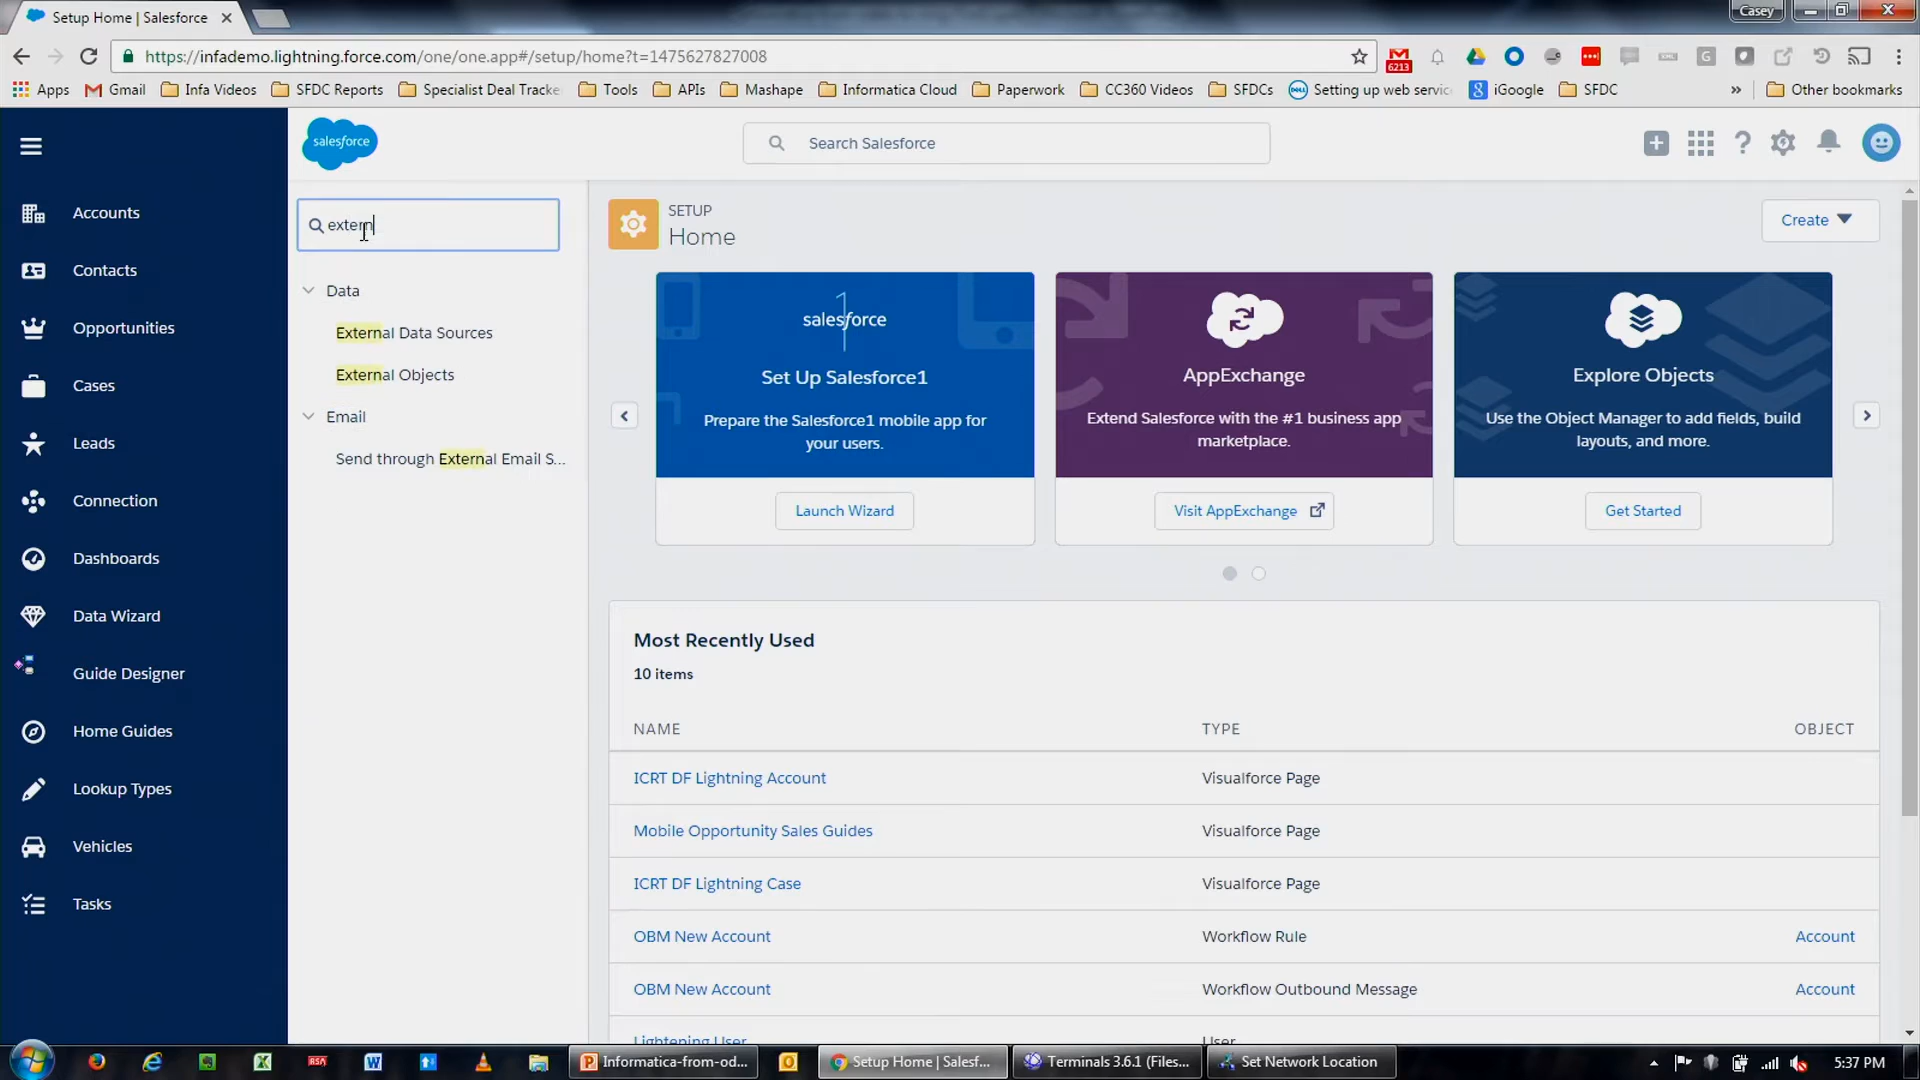 Setup Home | Salesforce
Casey
https://infademo.lightning.force.com/one/one.app#/setup/home?t=1475627827008
6213
Apps
Gmail
Infa Videos
SFDC Reports
Specialist Deal Tracke
Tools
APIs
Mashape
Informatica Cloud
Paperwork
CC360 Videos
SFDCs
Setting up web servic
iGoogle
SFDC
»
Other bookmarks
salesforce
Search Salesforce
Accounts
Contacts
Opportunities
Cases
Leads
Connection
Dashboards
Data Wizard
Guide Designer
Home Guides
Lookup Types
Vehicles
Tasks
extern
Data
External Data Sources
External Objects
Email
Send through External Email S...
SETUP
Home
Create
salesforce
1
Set Up Salesforce1
Prepare the Salesforce1 mobile app for
your users.
Launch Wizard
AppExchange
Extend Salesforce with the #1 business app
marketplace.
Visit AppExchange
Explore Objects
Use the Object Manager to add fields, build
layouts, and more.
Get Started
Most Recently Used
10 items
NAME TYPE OBJECT
ICRT DF Lightning Account Visualforce Page
Mobile Opportunity Sales Guides Visualforce Page
ICRT DF Lightning Case Visualforce Page
OBM New Account Workflow Rule Account
OBM New Account Workflow Outbound Message Account
Lightening User User
Informatica-from-od...
Setup Home | Salesf...
Terminals 3.6.1 (Files...
Set Network Location
5:37 PM